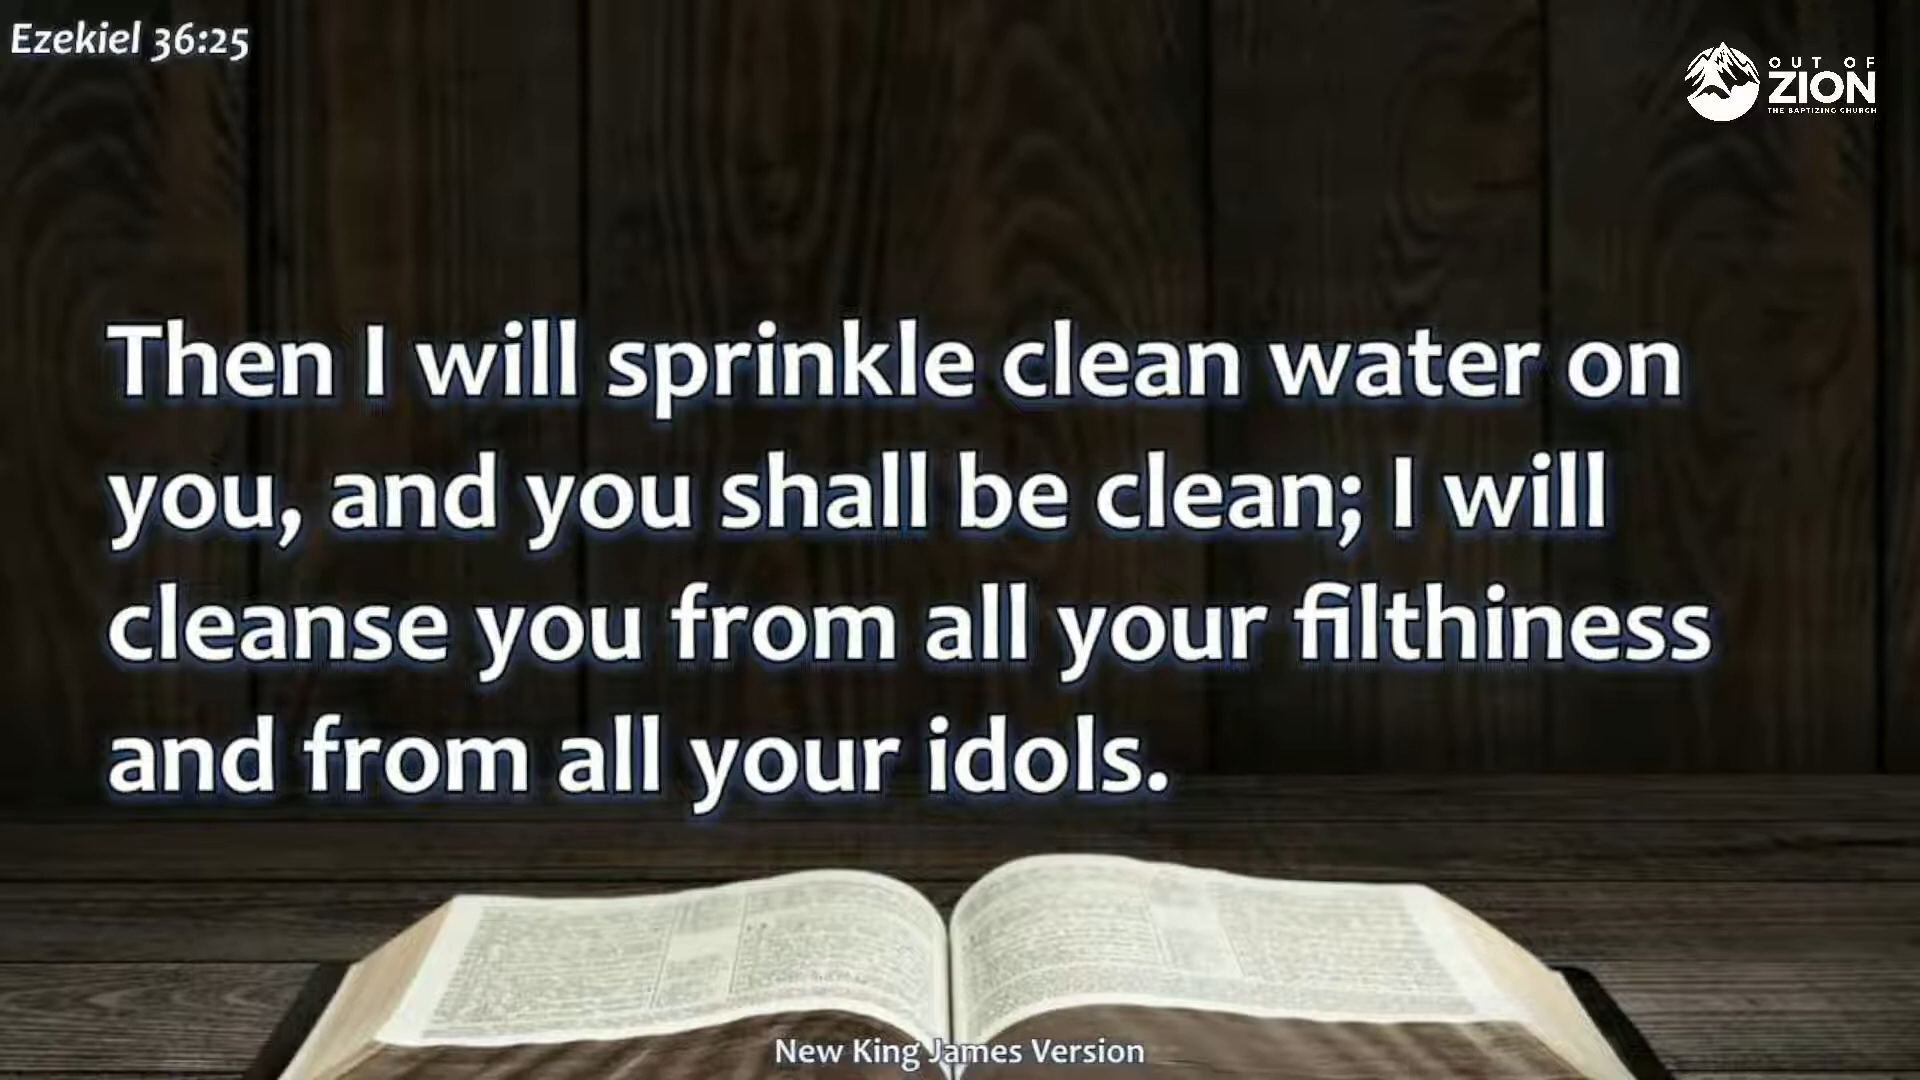 Ezekiel 36:25
OUT OF
ZION
THE BAPTIZING CHURCH
Then I will sprinkle clean water on
you, and you shall be clean; I will
cleanse you from all your filthiness
and from all your idols.
New King James Version